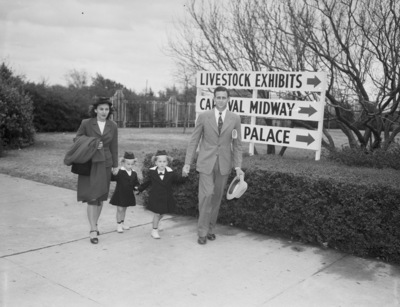 LIVESTOCK EXHIBITS
CARNIVAL MIDWAY
PALACE